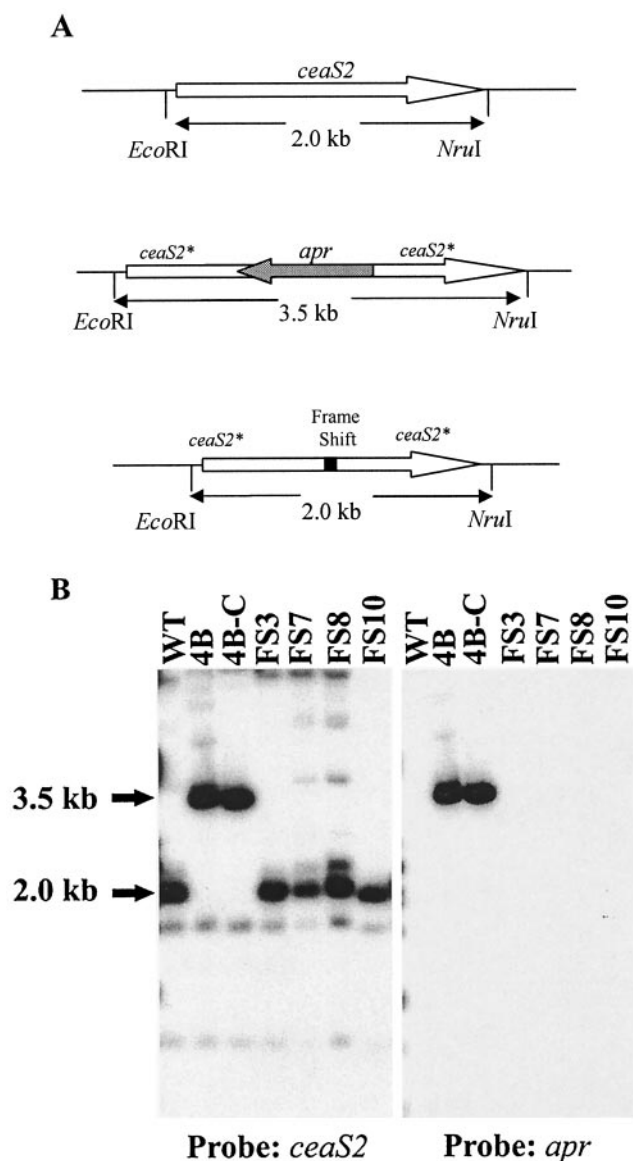 A
ceaS2
2.0 kb
EcoRI NruI
ceaS2* apr ceaS2*
3.5 kb
EcoRI NruI
Frame
Shift
ceaS2* ceaS2*
2.0 kb
EcoRI NruI
B
WT 4B 4B-C FS3 FS7 FS8 FS10 WT 4B 4B-C FS3 FS7 FS8 FS10
3.5 kb
2.0 kb
Probe: ceaS2 Probe: apr